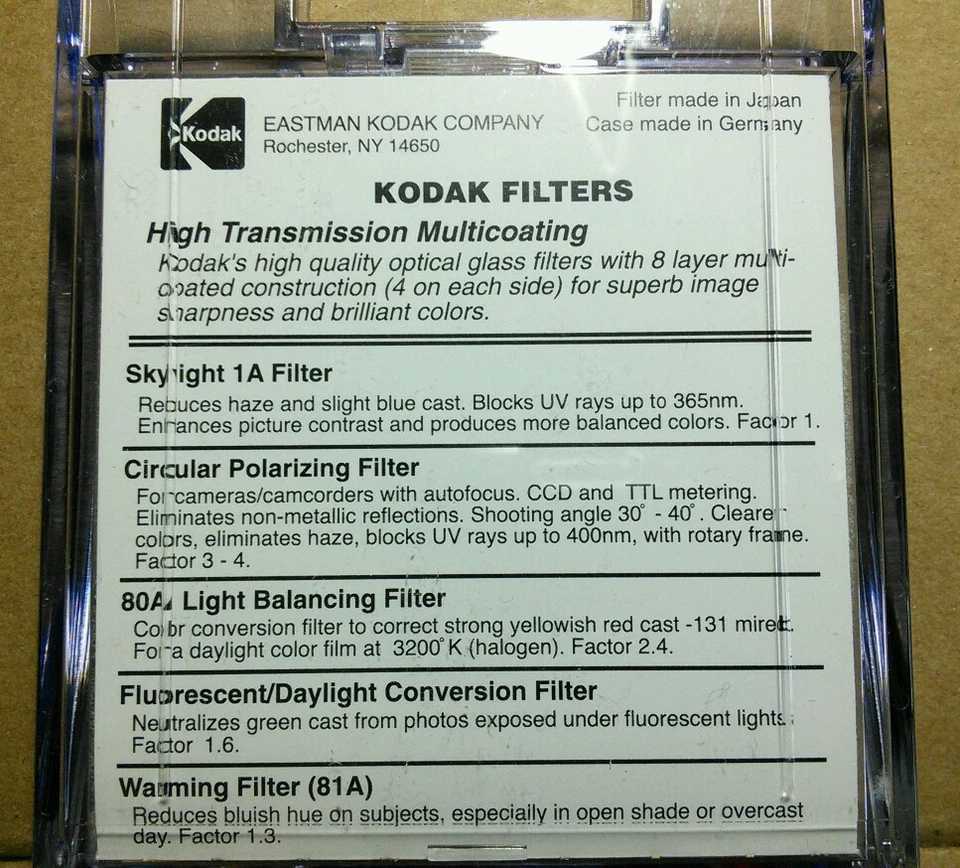 Kodak
EASTMAN KODAK COMPANY
Rochester, NY 14650
Filter made in Japan
Case made in Germany
KODAK FILTERS
High Transmission Multicoating
Kodak's high quality optical glass filters with 8 layer multi-
coated construction (4 on each side) for superb image
sharpness and brilliant colors.
Skylight 1A Filter
Reduces haze and slight blue cast. Blocks UV rays up to 365nm.
Enhances picture contrast and produces more balanced colors. Factor 1.
Circular Polarizing Filter
For cameras/camcorders with autofocus. CCD and TTL metering.
Eliminates non-metallic reflections. Shooting angle 30° - 40°. Clearer
colors, eliminates haze, blocks UV rays up to 400nm, with rotary frame.
Factor 3 - 4.
80A Light Balancing Filter
Color conversion filter to correct strong yellowish red cast -131 mired.
For a daylight color film at 3200°K (halogen). Factor 2.4.
Fluorescent/Daylight Conversion Filter
Neutralizes green cast from photos exposed under fluorescent lights.
Factor 1.6.
Warming Filter (81A)
Reduces bluish hue on subjects, especially in open shade or overcast
day. Factor 1.3.